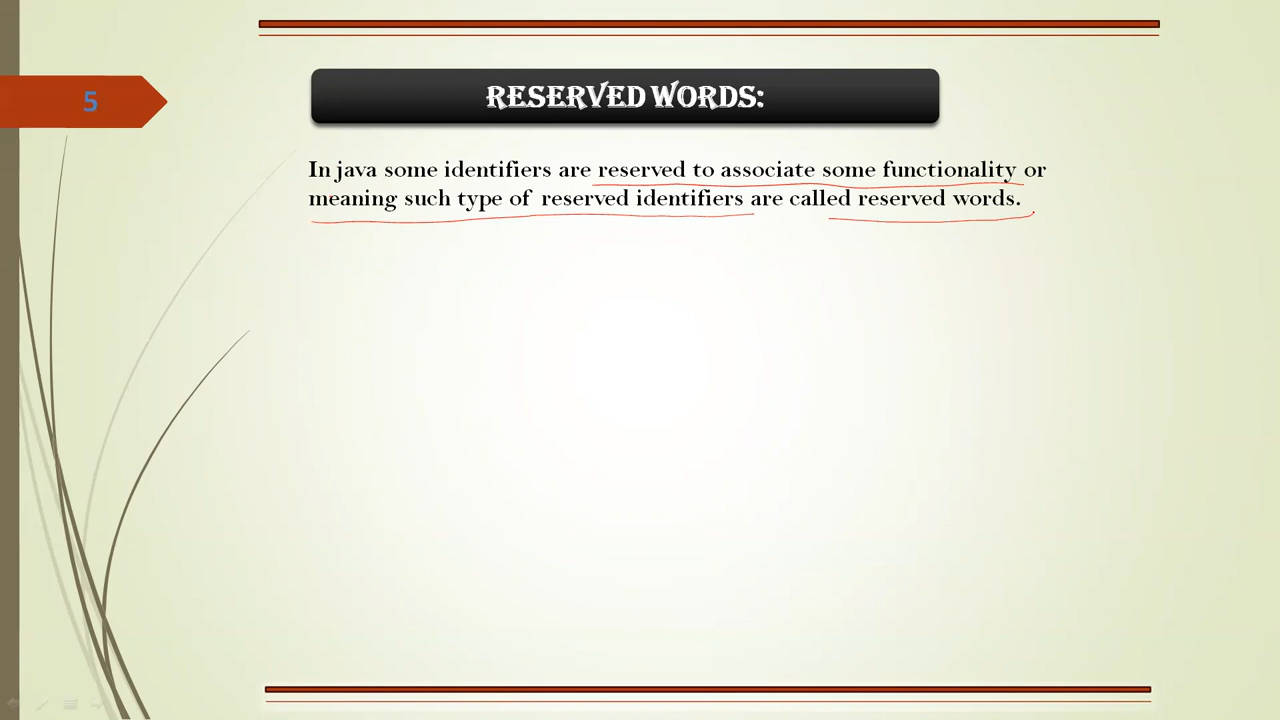 5
RESERVED WORDS:
In java some identifiers are reserved to associate some functionality or
meaning such type of reserved identifiers are called reserved words.